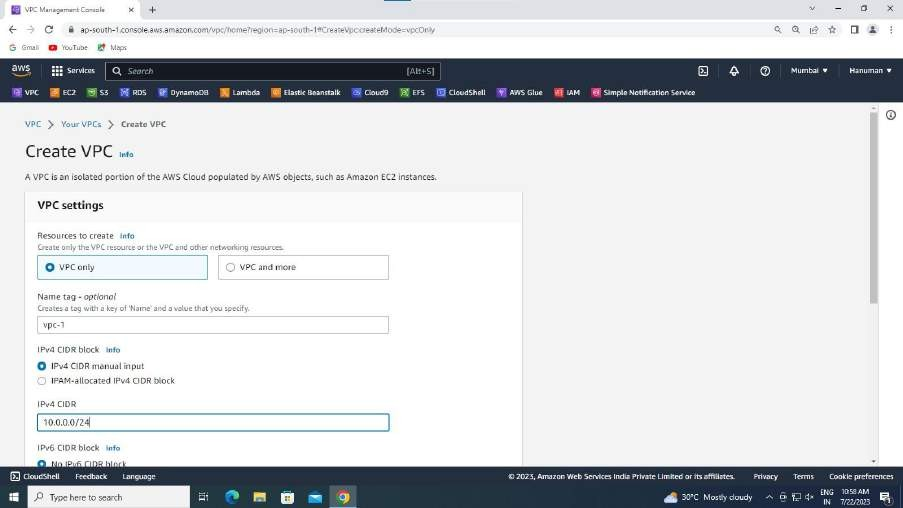 VPC Management Console
ap-south-1.console.aws.amazon.com/vpc/home?region=ap-south-1#CreateVpc:createMode=vpcOnly
Gmail YouTube Maps
aws Services Search [Alt+S] Mumbai Hanuman
VPC EC2 S3 RDS DynamoDB Lambda Elastic Beanstalk Cloud9 EFS CloudShell AWS Glue IAM Simple Notification Service
VPC > Your VPCs > Create VPC
Create VPC Info
A VPC is an isolated portion of the AWS Cloud populated by AWS objects, such as Amazon EC2 instances.
VPC settings
Resources to create Info
Create only the VPC resource or the VPC and other networking resources.
VPC only VPC and more
Name tag - optional
Creates a tag with a key of 'Name' and a value that you specify.
vpc-1
IPv4 CIDR block Info
IPv4 CIDR manual input
IPAM-allocated IPv4 CIDR block
IPv4 CIDR
10.0.0.0/24
IPv6 CIDR block Info
No IPv6 CIDR block
CloudShell Feedback Language © 2023, Amazon Web Services India Private Limited or its affiliates. Privacy Terms Cookie preferences
Type here to search 30°C Mostly cloudy ENG IN 10:58 AM 7/22/2023